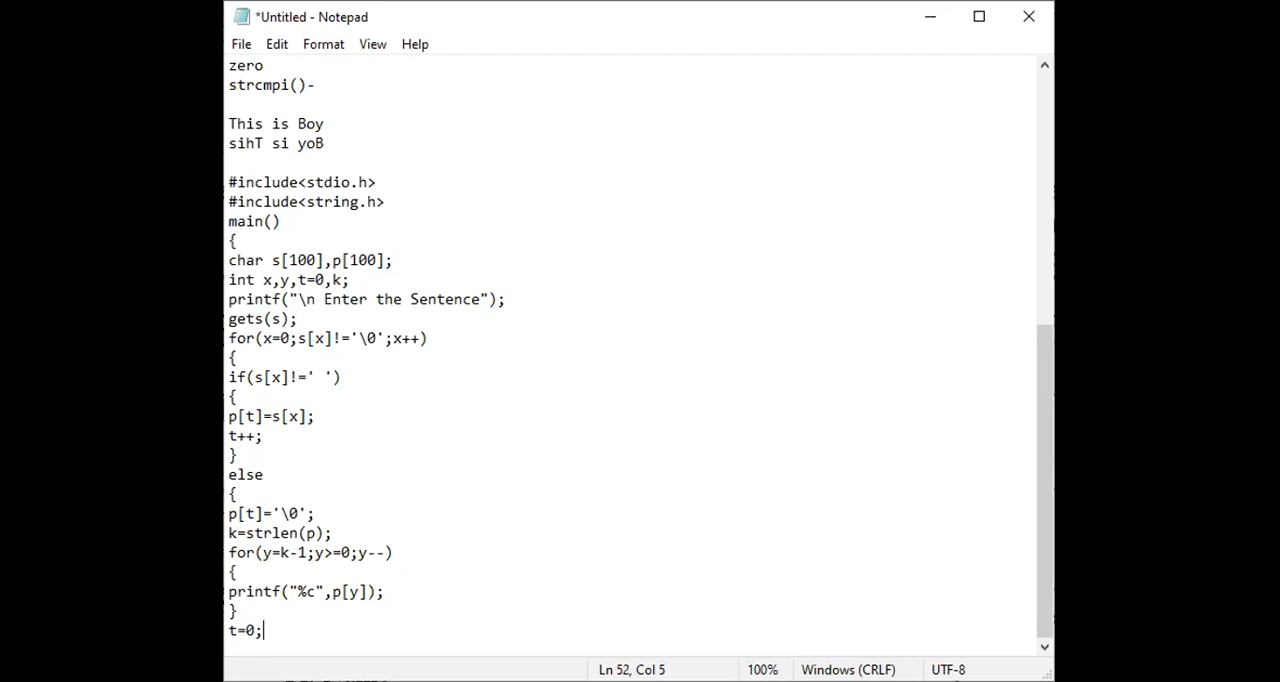 *Untitled - Notepad
File Edit Format View Help
zero
strcmpi()-
This is Boy
sihT si yoB
#include<stdio.h>
#include<string.h>
main()
{
char s[100],p[100];
int x,y,t=0,k;
printf("\n Enter the Sentence");
gets(s);
for(x=0;s[x]!='\0';x++)
{
if(s[x]!=' ')
{
p[t]=s[x];
t++;
}
else
{
p[t]='\0';
k=strlen(p);
for(y=k-1;y>=0;y--)
{
printf("%c",p[y]);
}
t=0;
Ln 52, Col 5 100% Windows (CRLF) UTF-8